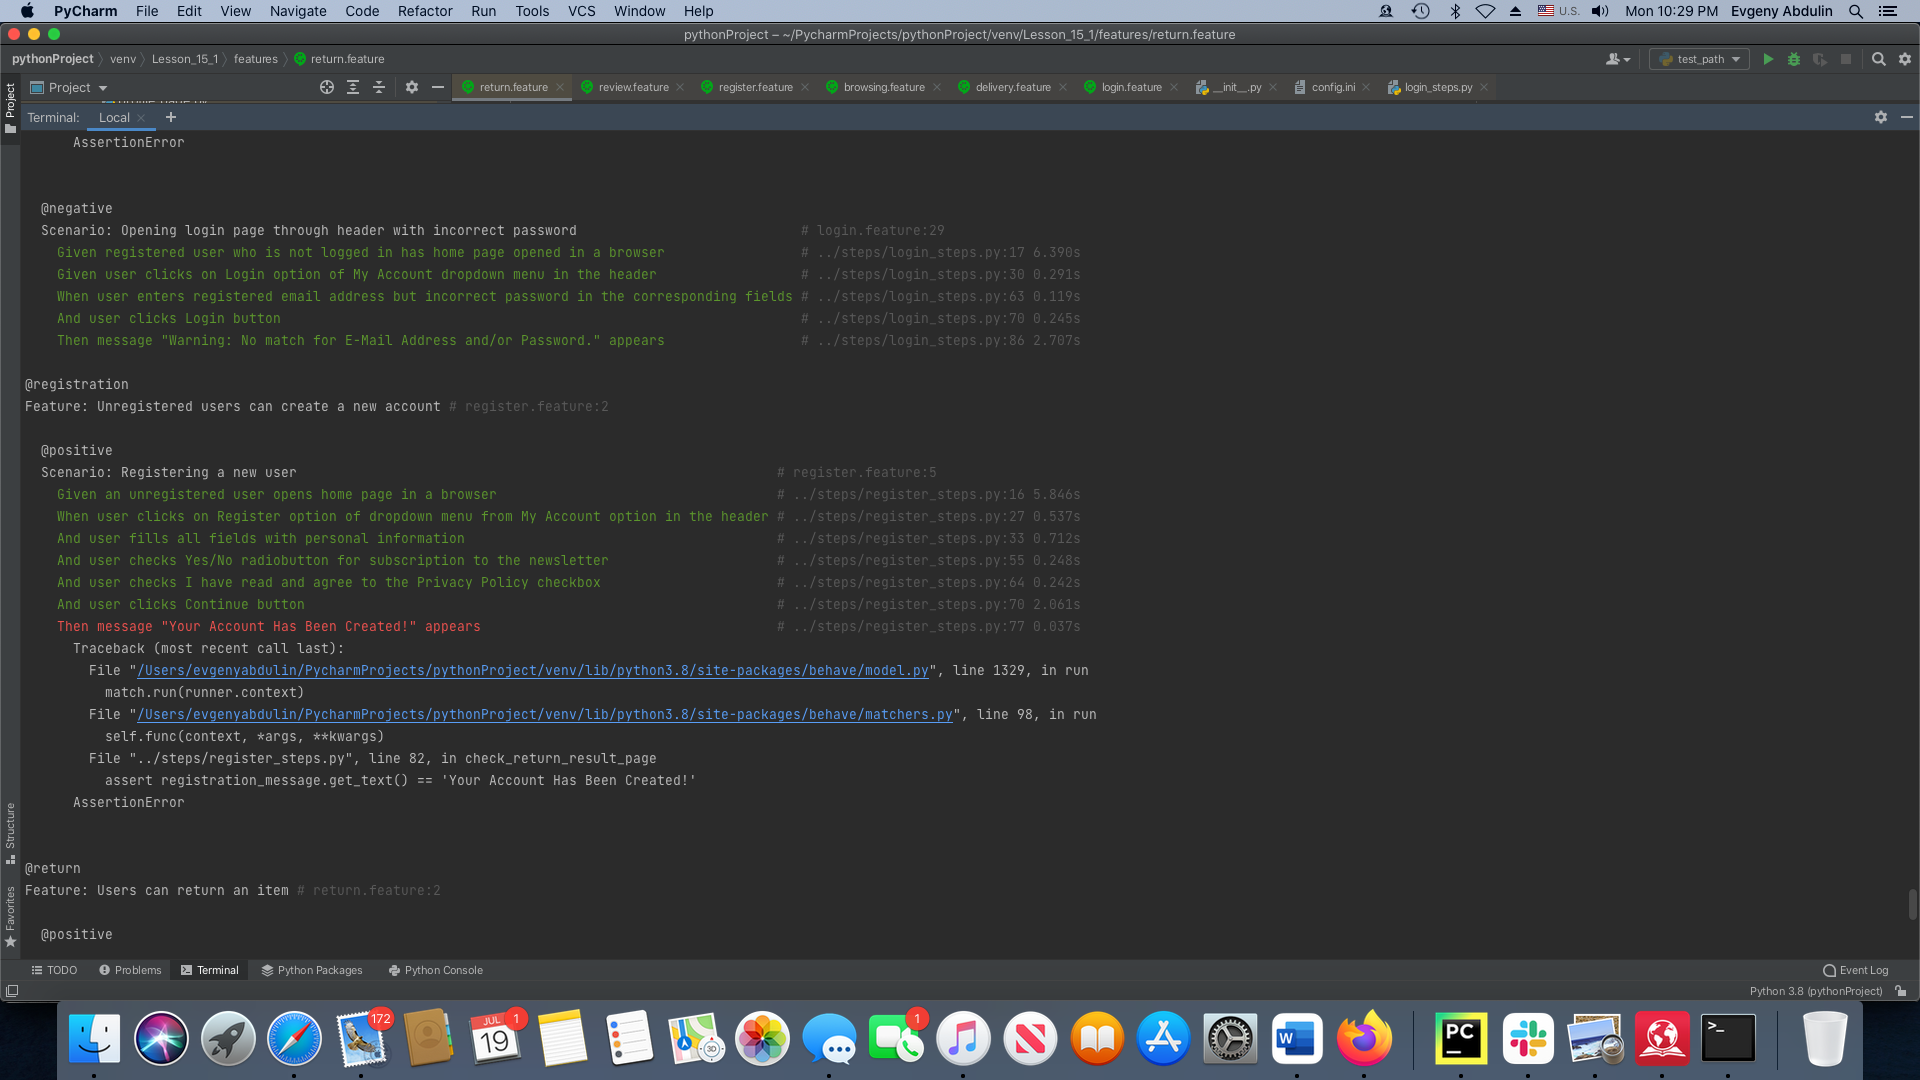 PyCharm File Edit View Navigate Code Refactor Run Tools VCS Window Help U.S. Mon 10:29 PM Evgeny Abdulin
pythonProject – ~/PycharmProjects/pythonProject/venv/Lesson_15_1/features/return.feature
pythonProject venv Lesson_15_1 features return.feature test_path
Project return.feature review.feature register.feature browsing.feature delivery.feature login.feature __init__.py config.ini login_steps.py
Terminal: Local
AssertionError
@negative
Scenario: Opening login page through header with incorrect password # login.feature:29
Given registered user who is not logged in has home page opened in a browser # ../steps/login_steps.py:17 6.390s
Given user clicks on Login option of My Account dropdown menu in the header # ../steps/login_steps.py:30 0.291s
When user enters registered email address but incorrect password in the corresponding fields # ../steps/login_steps.py:63 0.119s
And user clicks Login button # ../steps/login_steps.py:70 0.245s
Then message "Warning: No match for E-Mail Address and/or Password." appears # ../steps/login_steps.py:86 2.707s
@registration
Feature: Unregistered users can create a new account # register.feature:2
@positive
Scenario: Registering a new user # register.feature:5
Given an unregistered user opens home page in a browser # ../steps/register_steps.py:16 5.846s
When user clicks on Register option of dropdown menu from My Account option in the header # ../steps/register_steps.py:27 0.537s
And user fills all fields with personal information # ../steps/register_steps.py:33 0.712s
And user checks Yes/No radiobutton for subscription to the newsletter # ../steps/register_steps.py:55 0.248s
And user checks I have read and agree to the Privacy Policy checkbox # ../steps/register_steps.py:64 0.242s
And user clicks Continue button # ../steps/register_steps.py:70 2.061s
Then message "Your Account Has Been Created!" appears # ../steps/register_steps.py:77 0.037s
Traceback (most recent call last):
File "/Users/evgenyabdulin/PycharmProjects/pythonProject/venv/lib/python3.8/site-packages/behave/model.py", line 1329, in run
match.run(runner.context)
File "/Users/evgenyabdulin/PycharmProjects/pythonProject/venv/lib/python3.8/site-packages/behave/matchers.py", line 98, in run
self.func(context, *args, **kwargs)
File "../steps/register_steps.py", line 82, in check_return_result_page
assert registration_message.get_text() == 'Your Account Has Been Created!'
AssertionError
@return
Feature: Users can return an item # return.feature:2
@positive
Project
Structure
Favorites
TODO Problems Terminal Python Packages Python Console Event Log
Python 3.8 (pythonProject)
172 JUL 19 1 3D 1 W PC >_